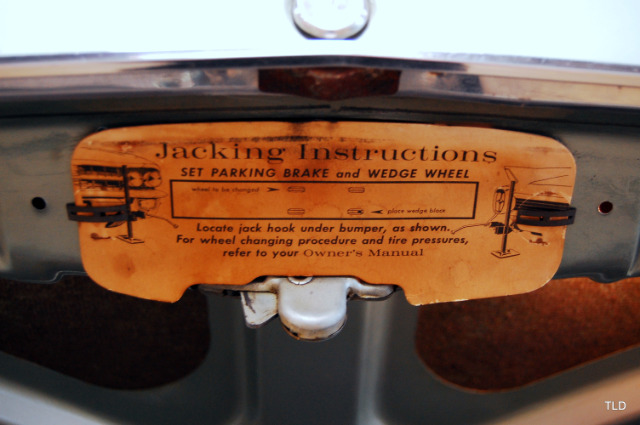 Jacking Instructions
SET PARKING BRAKE and WEDGE WHEEL
wheel to be changed
place wedge blocs
Locate jack hook under bumper, as shown.
For wheel changing procedure and tire pressures,
refer to your Owner's Manual
TLD